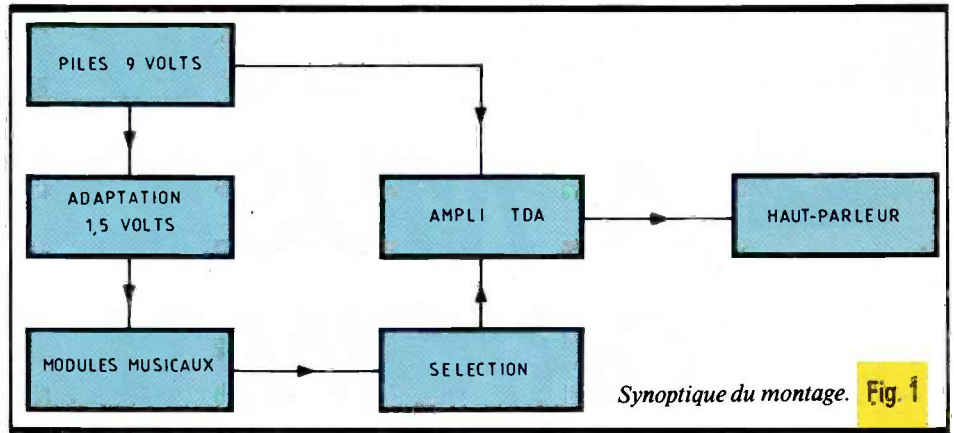 PILES 9 VOLTS
ADAPTATION
1,5 VOLTS
AMPLI TDA
HAUT-PARLEUR
MODULES MUSICAUX
SELECTION
Synoptique du montage. Fig. 1